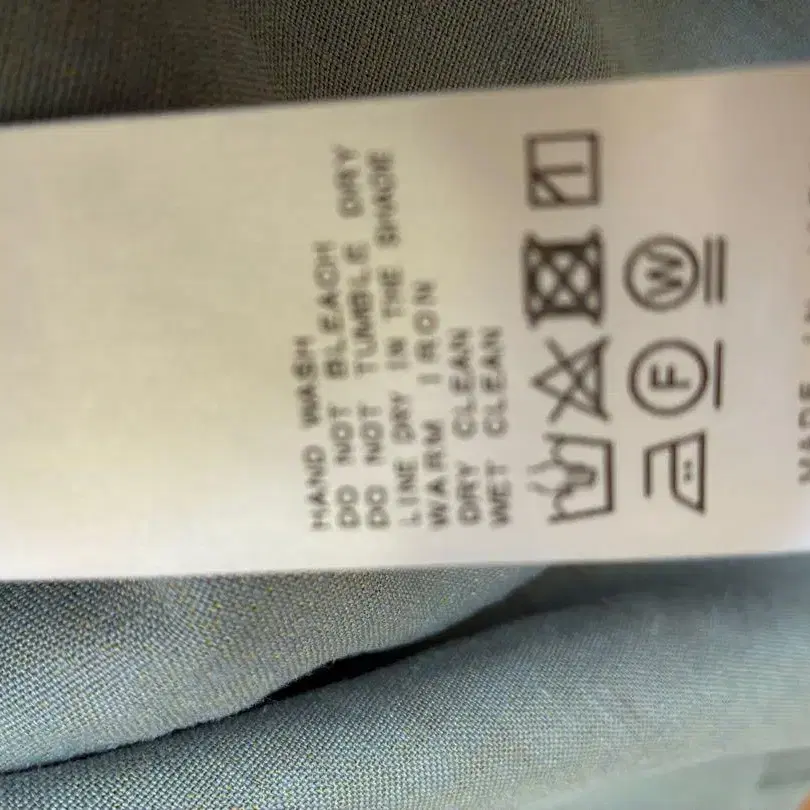 HAND WASH
DO NOT BLEACH
DO NOT TUMBLE DRY
LINE DRY IN THE SHADE
WARM IRON
DRY CLEAN
WET CLEAN
F
W
MADE